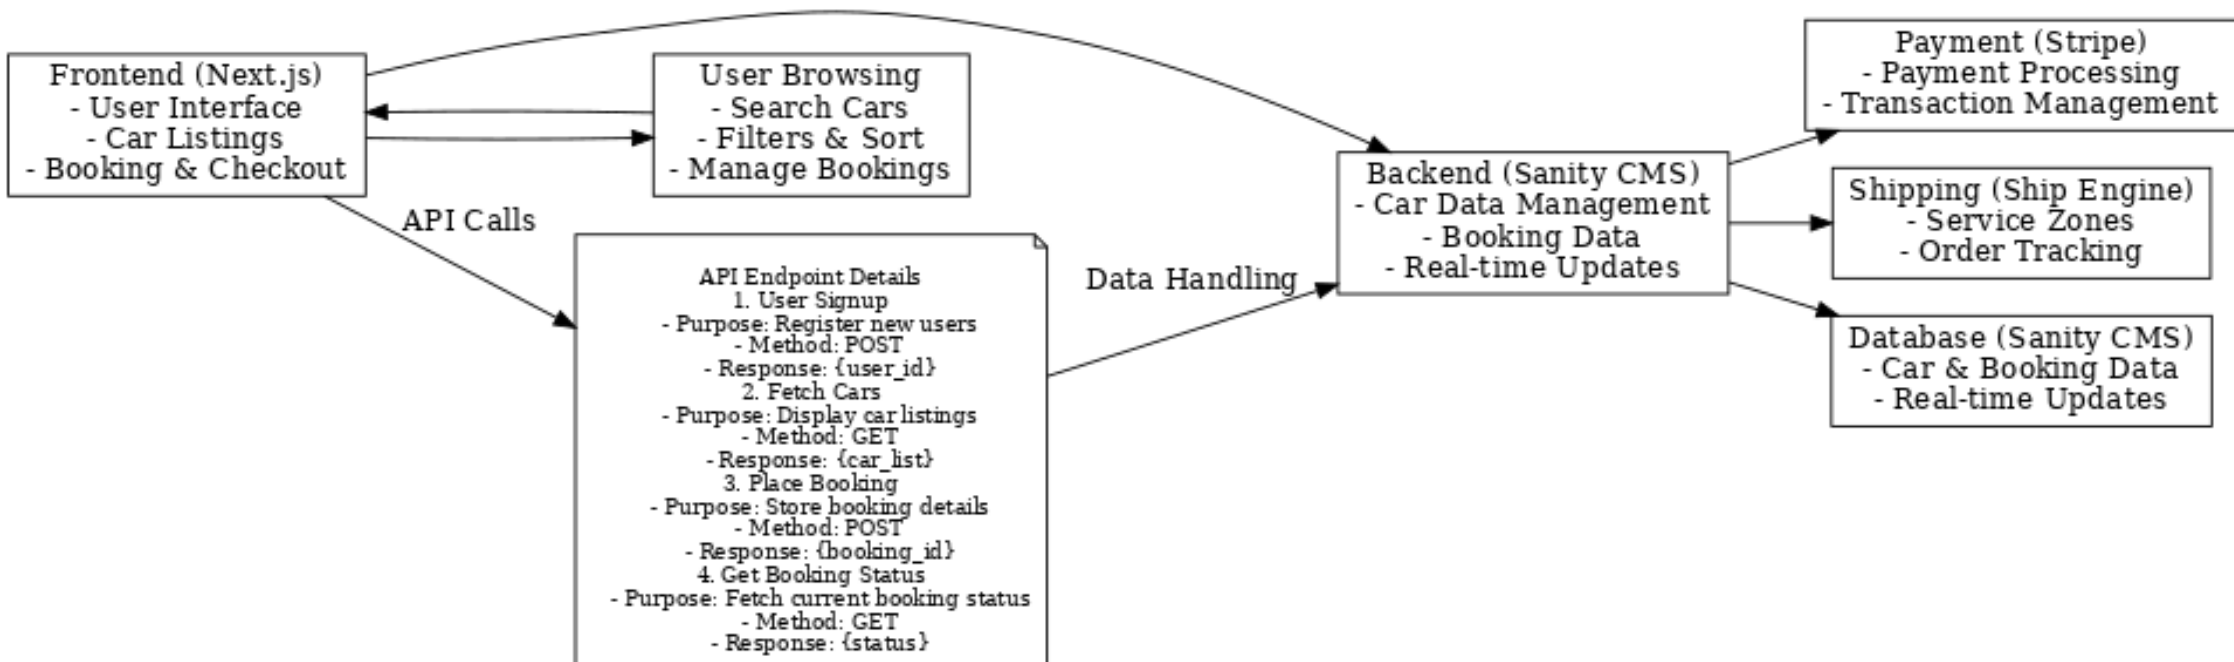 Frontend (Next.js)
- User Interface
- Car Listings
- Booking & Checkout
User Browsing
- Search Cars
- Filters & Sort
- Manage Bookings
API Calls
API Endpoint Details
1. User Signup
- Purpose: Register new users
- Method: POST
- Response: {user_id}
2. Fetch Cars
- Purpose: Display car listings
- Method: GET
- Response: {car_list}
3. Place Booking
- Purpose: Store booking details
- Method: POST
- Response: {booking_id}
4. Get Booking Status
- Purpose: Fetch current booking status
- Method: GET
- Response: {status}
Data Handling
Backend (Sanity CMS)
- Car Data Management
- Booking Data
- Real-time Updates
Payment (Stripe)
- Payment Processing
- Transaction Management
Shipping (Ship Engine)
- Service Zones
- Order Tracking
Database (Sanity CMS)
- Car & Booking Data
- Real-time Updates